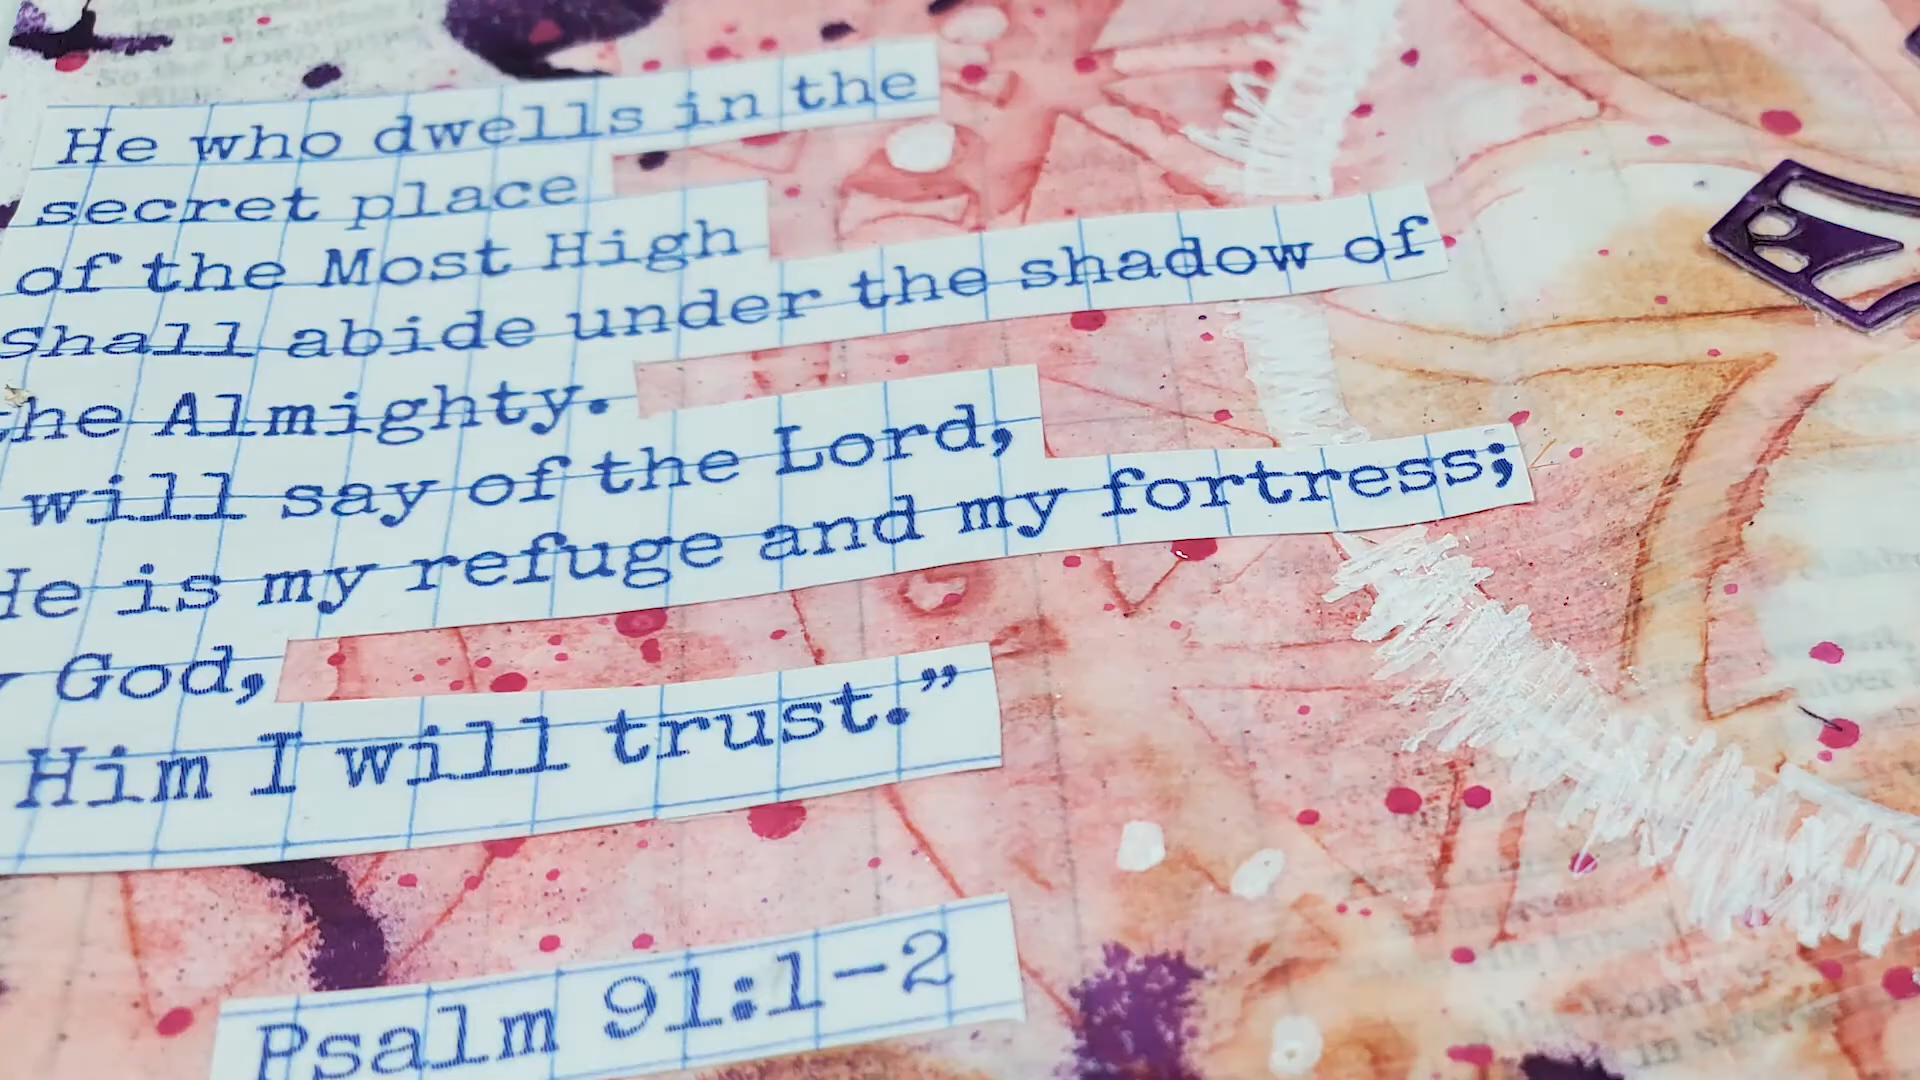 He who dwells in the
secret place
of the Most High
Shall abide under the shadow of
the Almighty.
will say of the Lord,
He is my refuge and my fortress;
God,
Him I will trust.”
Psalm 91:1-2